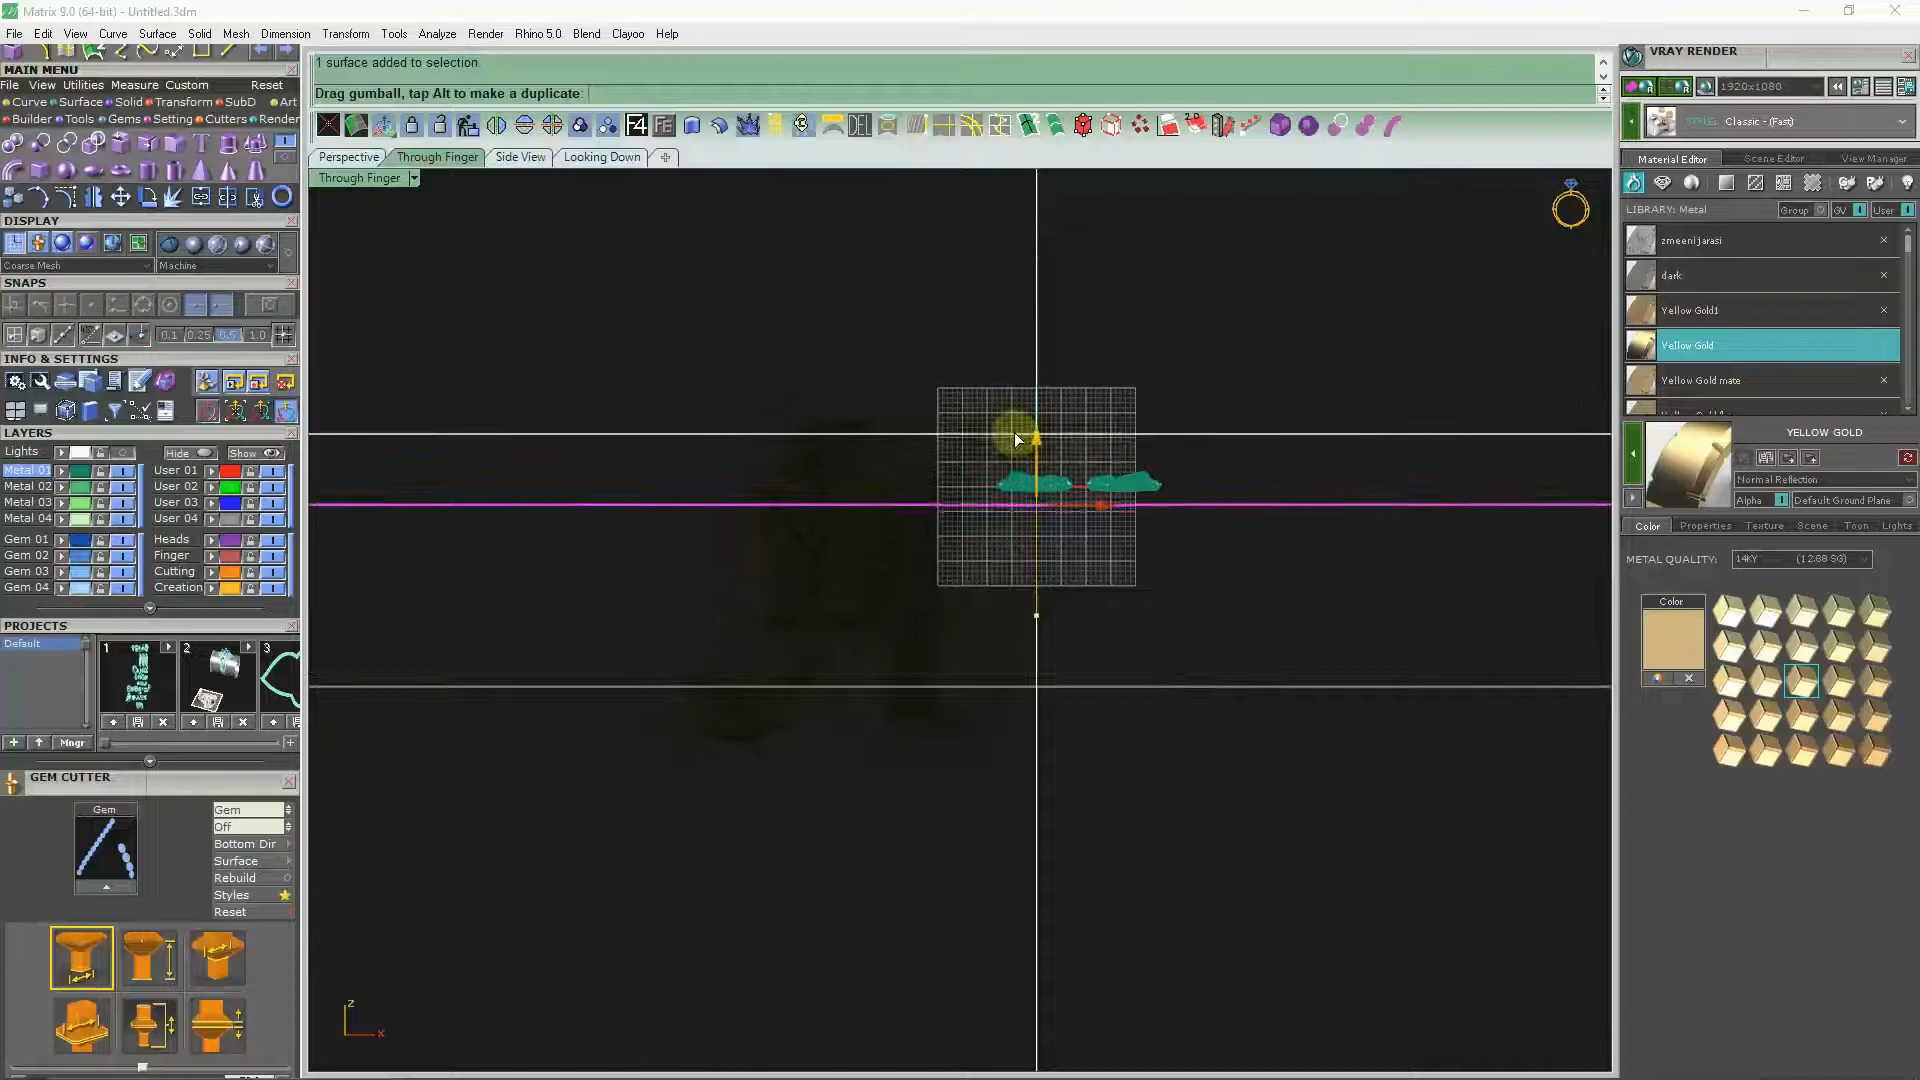 Matrix 9.0 (64-bit) - Untitled.3dm
File Edit View Curve Surface Solid Mesh Dimension Transform Tools Analyze Render Rhino 5.0 Blend Clayoo Help
MAIN MENU
File View Utilities Measure Custom Reset
Curve Surface Solid Transform SubD Art
Builder Tools Gems Setting Cutters Render
DISPLAY
Coarse Mesh Machine
SNAPS
0.1 0.25 0.5 1.0
INFO & SETTINGS
LAYERS
Lights Hide Show
Metal 01 User 01
Metal 02 User 02
Metal 03 User 03
Metal 04 User 04
Gem 01 Heads
Gem 02 Finger
Gem 03 Cutting
Gem 04 Creation
PROJECTS
Default
1 2 3
Mngr
GEM CUTTER
Gem
Gem
Off
Bottom Dir
Surface
Rebuild
Styles
Reset
1 surface added to selection.
Drag gumball, tap Alt to make a duplicate:
F4 FE DEL 2D
Perspective Through Finger Side View Looking Down
Through Finger
z
x
VRAY RENDER
1920x1080
STYLE: Classic - (Fast)
Material Editor Scene Editor View Manager
LIBRARY: Metal Group GV User
zmeenijarasi
dark
Yellow Gold1
Yellow Gold
Yellow Gold mate
YELLOW GOLD
Normal Reflection
Alpha Default Ground Plane
Color Properties Texture Scene Toon Lights
METAL QUALITY: 14KY (12.88 SG)
Color